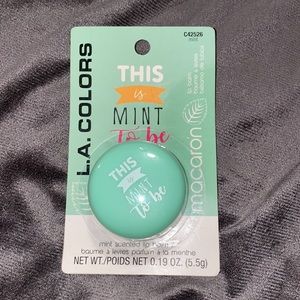 C42526
mint
L.A. COLORS
THIS
is
MINT
to be
lip balm
baume à lèvres
bálsamo de labios
macaron
THIS
is
MINT
to be
mint scented lip balm
baume à lèvres parfum à la menthe
NET WT./POIDS NET 0.19 OZ. (5.5g)